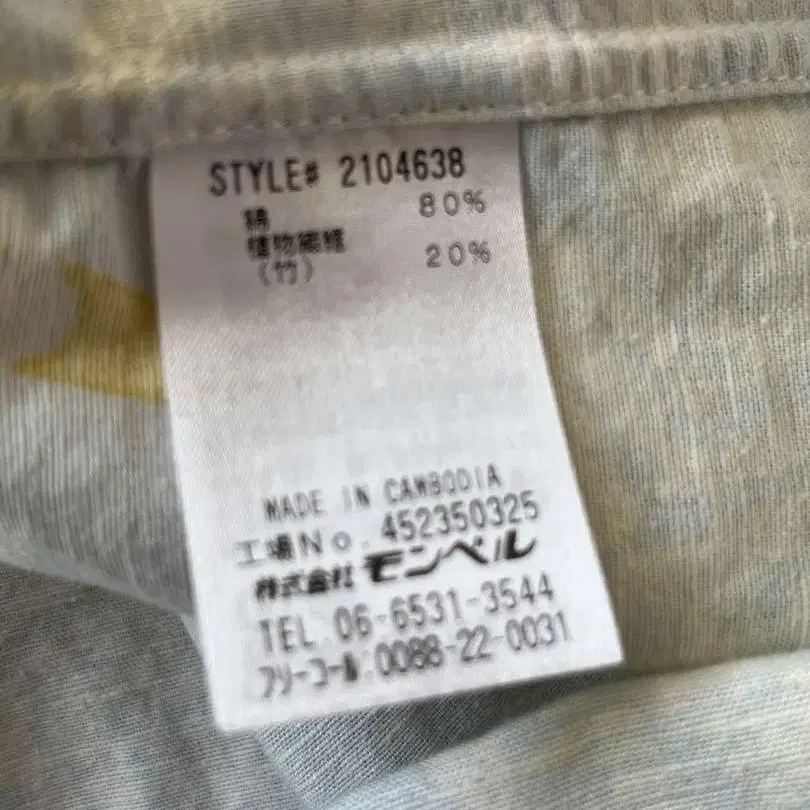 STYLE# 2104638
綿 80%
植物繊維 20%
(竹)
MADE IN CAMBODIA
工場No. 452350325
株式会社 モンベル
TEL.06-6531-3544
フリーコール.0088-22-0031